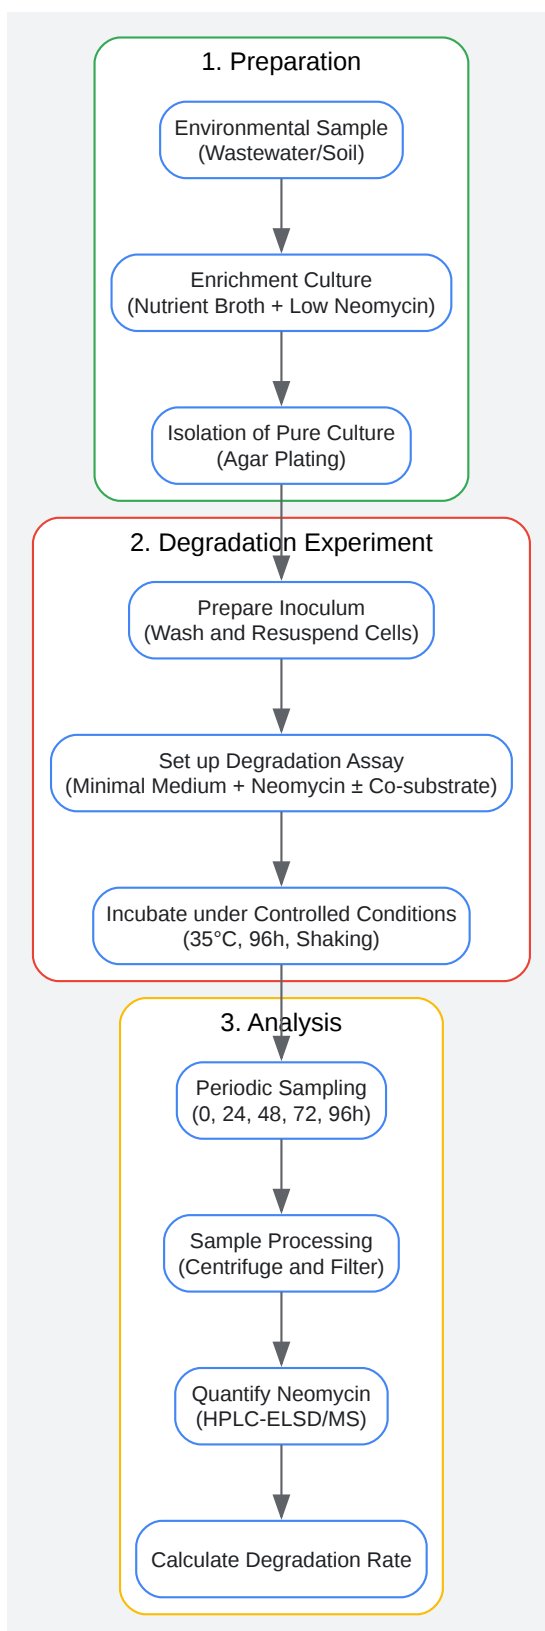 1. Preparation
Environmental Sample
(Wastewater/Soil)
Enrichment Culture
(Nutrient Broth + Low Neomycin)
Isolation of Pure Culture
(Agar Plating)
2. Degradation Experiment
Prepare Inoculum
(Wash and Resuspend Cells)
Set up Degradation Assay
(Minimal Medium + Neomycin ± Co-substrate)
Incubate under Controlled Conditions
(35°C, 96h, Shaking)
3. Analysis
Periodic Sampling
(0, 24, 48, 72, 96h)
Sample Processing
(Centrifuge and Filter)
Quantify Neomycin
(HPLC-ELSD/MS)
Calculate Degradation Rate